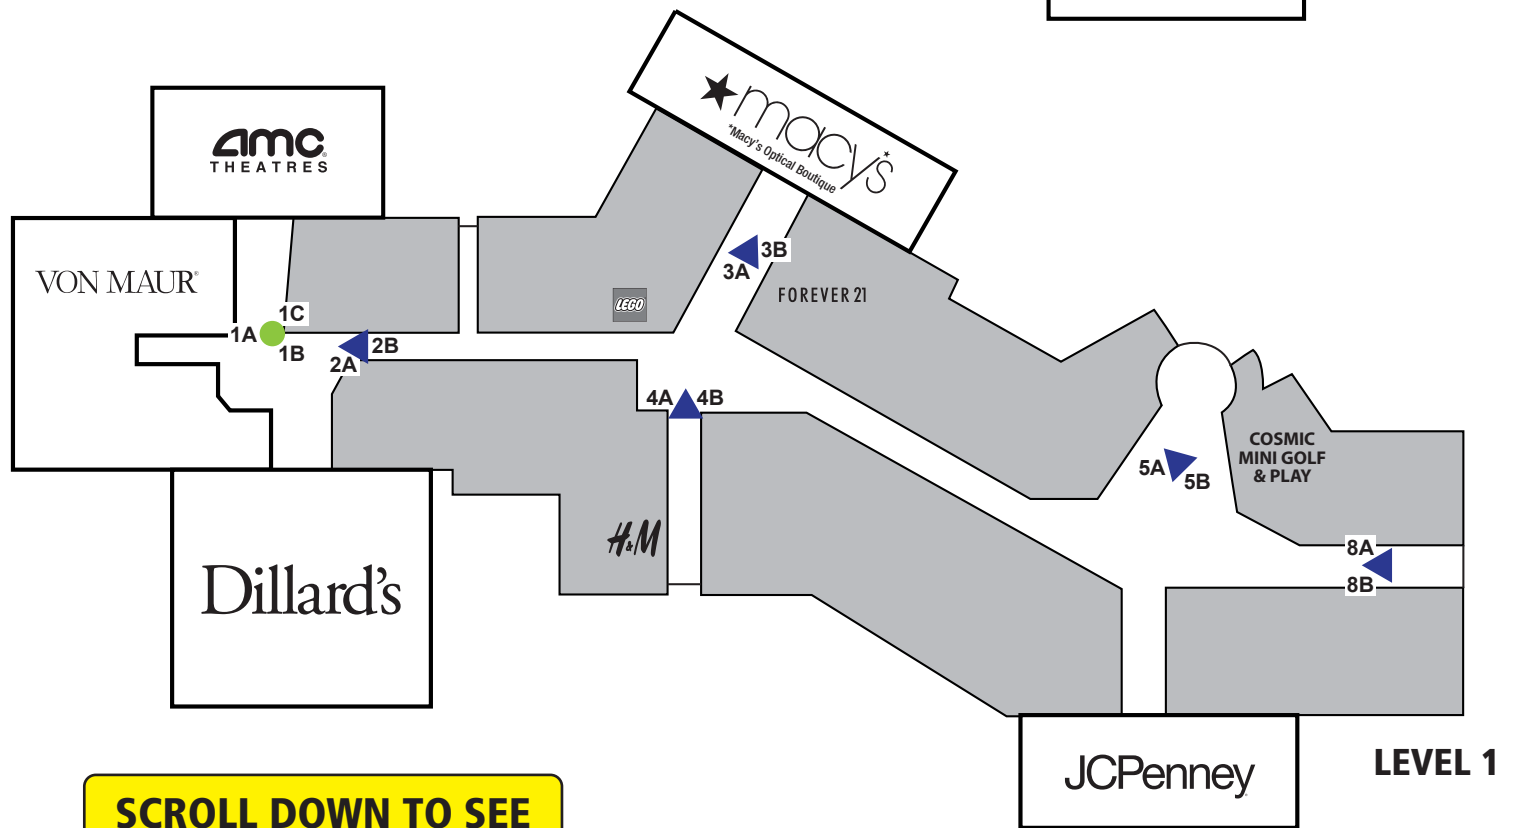 amc
THEATRES
★macy's
*Macy's Optical Boutique
VON MAUR®
3B
3A
FOREVER 21
LEGO
1C
1A
1B
2B
2A
4A
4B
COSMIC
MINI GOLF
& PLAY
5A
5B
H&M
8A
8B
Dillard's
JCPenney
LEVEL 1
SCROLL DOWN TO SEE